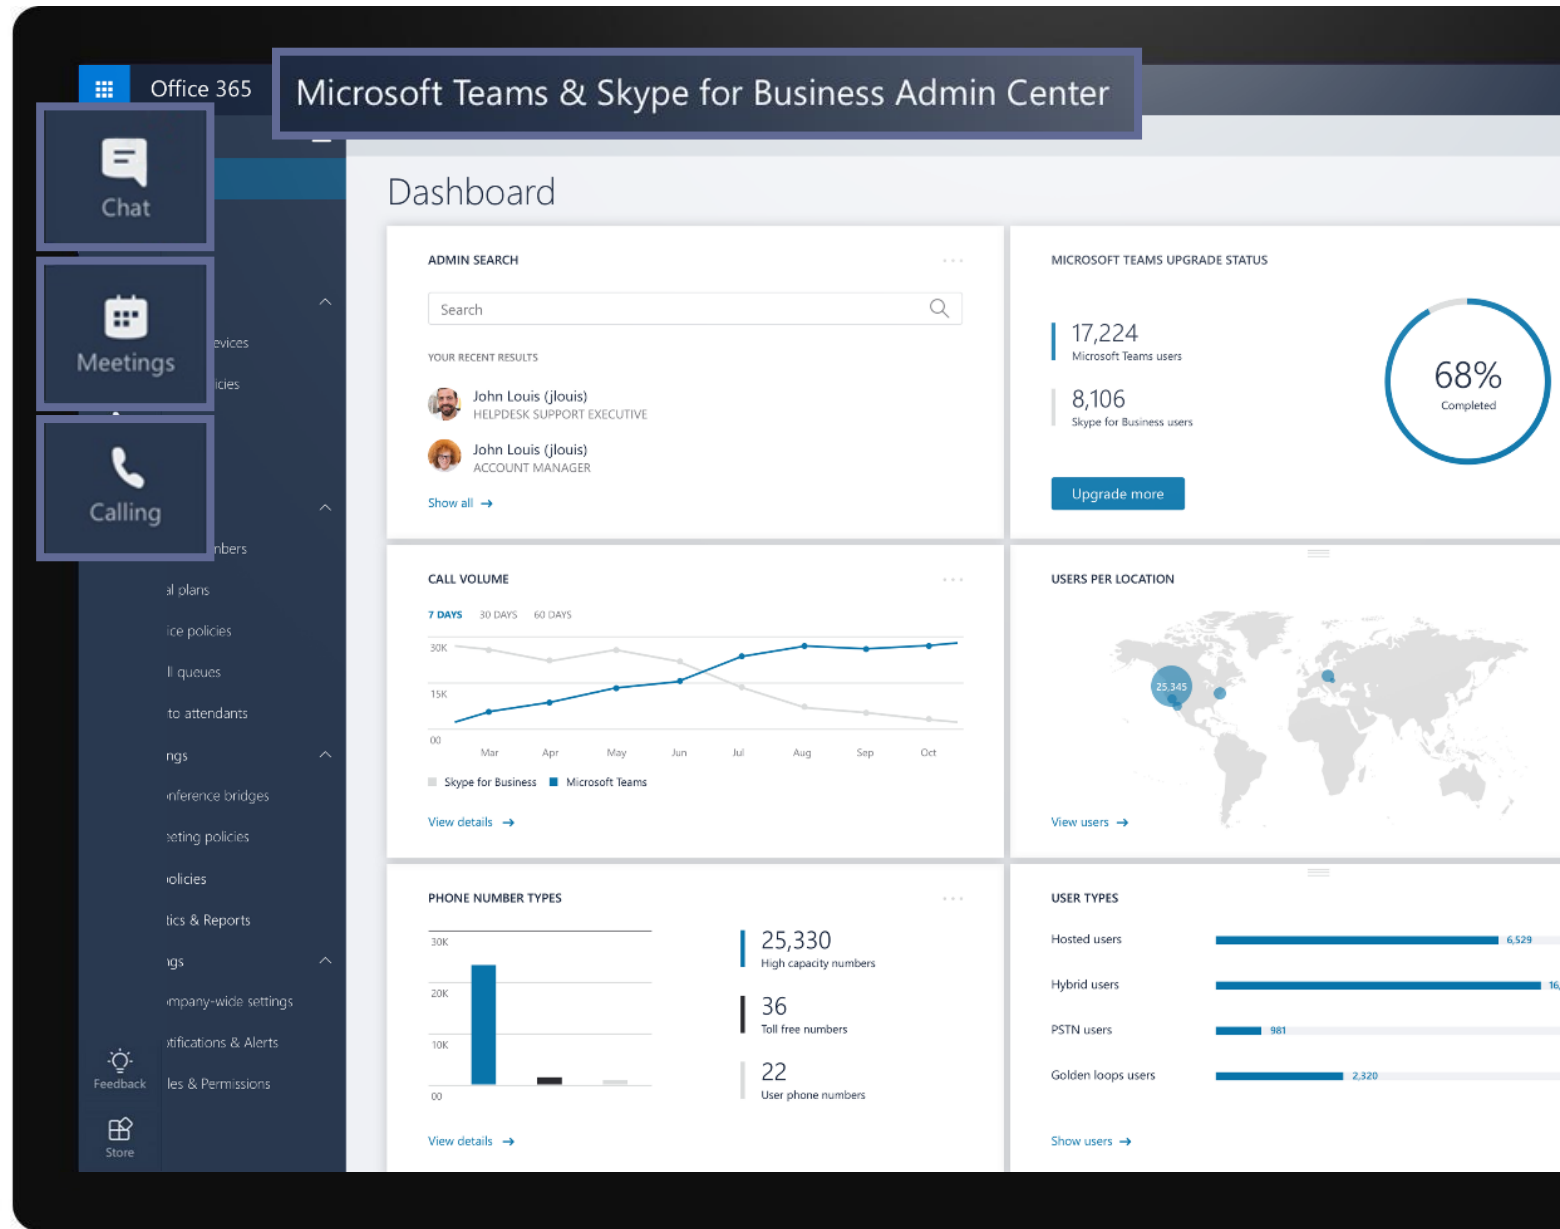 Office 365
Microsoft Teams & Skype for Business Admin Center
Chat
Meetings
Calling
evices
icies
nbers
al plans
ice policies
ll queues
to attendants
ngs
nference bridges
eeting policies
olicies
tics & Reports
ngs
ompany-wide settings
otifications & Alerts
les & Permissions
Feedback
Store
Dashboard
ADMIN SEARCH
Search
YOUR RECENT RESULTS
John Louis (jlouis)
HELPDESK SUPPORT EXECUTIVE
John Louis (jlouis)
ACCOUNT MANAGER
Show all →
MICROSOFT TEAMS UPGRADE STATUS
17,224
Microsoft Teams users
8,106
Skype for Business users
68%
Completed
Upgrade more
CALL VOLUME
7 DAYS 30 DAYS 60 DAYS
30K
15K
00
Mar Apr May Jun Jul Aug Sep Oct
Skype for Business Microsoft Teams
View details →
USERS PER LOCATION
25,345
View users →
PHONE NUMBER TYPES
30K
20K
10K
00
25,330
High capacity numbers
36
Toll free numbers
22
User phone numbers
View details →
USER TYPES
Hosted users 6,529
Hybrid users 16,
PSTN users 981
Golden loops users 2,320
Show users →